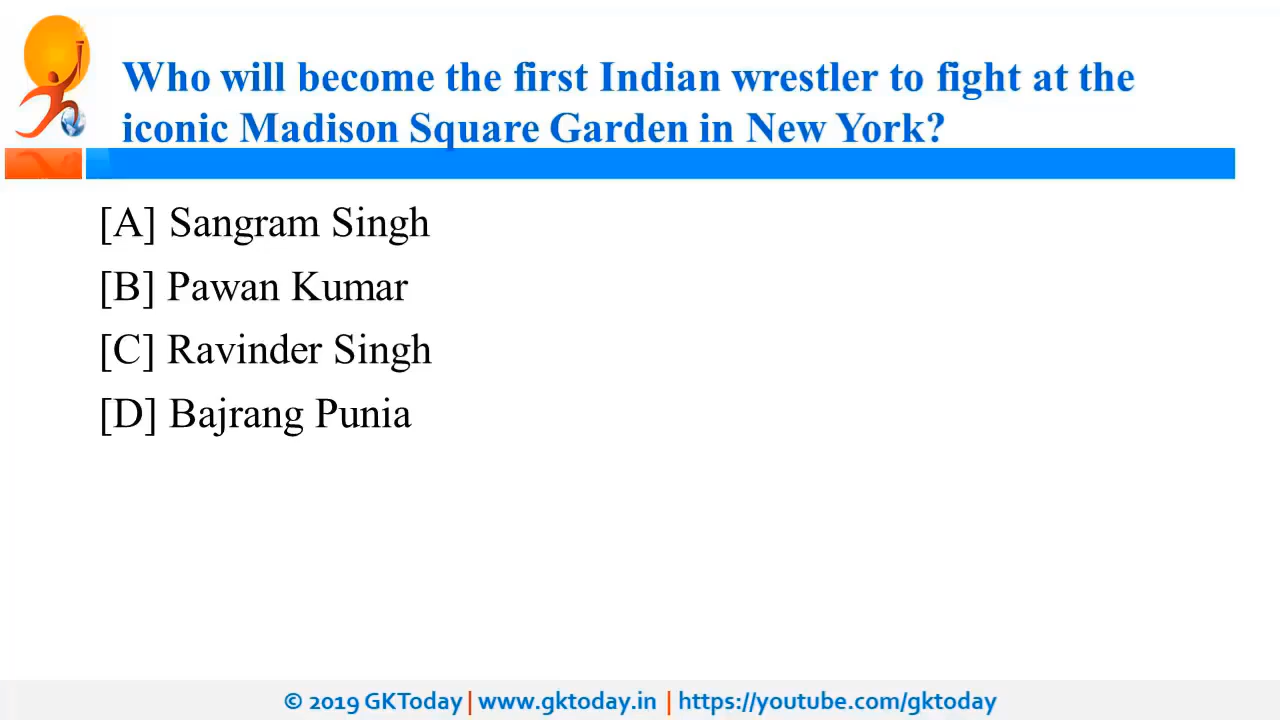 Who will become the first Indian wrestler to fight at the
iconic Madison Square Garden in New York?
[A] Sangram Singh
[B] Pawan Kumar
[C] Ravinder Singh
[D] Bajrang Punia
© 2019 GKToday | www.gktoday.in | https://youtube.com/gktoday